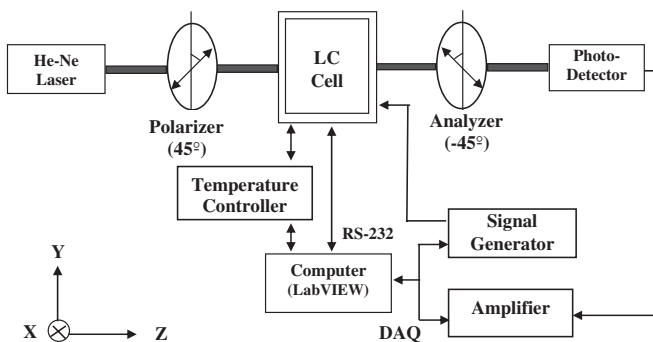 He-Ne
Laser
Polarizer
(45º)
LC
Cell
Analyzer
(-45º)
Photo-
Detector
Temperature
Controller
RS-232
Signal
Generator
Computer
(LabVIEW)
Amplifier
DAQ
Y
X
Z